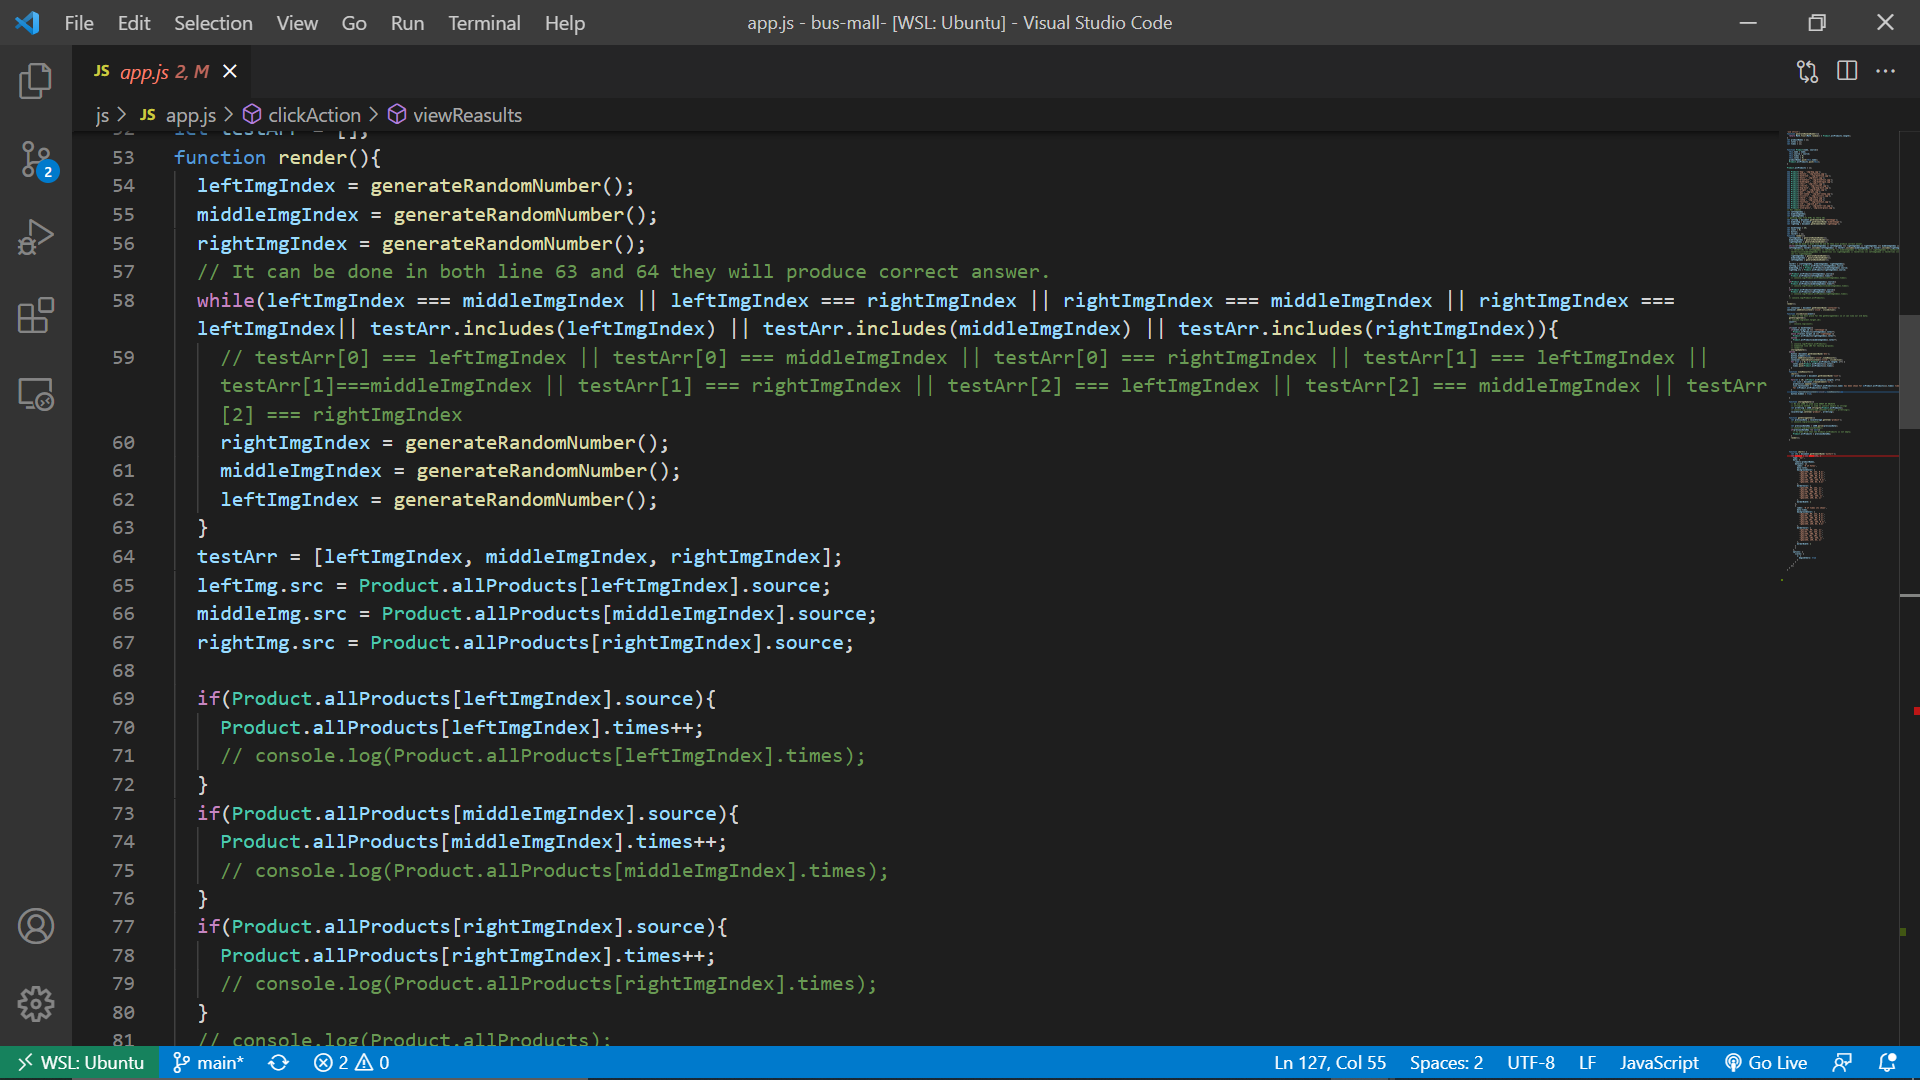 File Edit Selection View Go Run Terminal Help
app.js - bus-mall- [WSL: Ubuntu] - Visual Studio Code
JS app.js 2, M
js > JS app.js > clickAction > viewReasults
52 let testArr = [];
53 function render(){
54 leftImgIndex = generateRandomNumber();
55 middleImgIndex = generateRandomNumber();
56 rightImgIndex = generateRandomNumber();
57 // It can be done in both line 63 and 64 they will produce correct answer.
58 while(leftImgIndex === middleImgIndex || leftImgIndex === rightImgIndex || rightImgIndex === middleImgIndex || rightImgIndex ===
leftImgIndex|| testArr.includes(leftImgIndex) || testArr.includes(middleImgIndex) || testArr.includes(rightImgIndex)){
59 // testArr[0] === leftImgIndex || testArr[0] === middleImgIndex || testArr[0] === rightImgIndex || testArr[1] === leftImgIndex ||
testArr[1]===middleImgIndex || testArr[1] === rightImgIndex || testArr[2] === leftImgIndex || testArr[2] === middleImgIndex || testArr
[2] === rightImgIndex
60 rightImgIndex = generateRandomNumber();
61 middleImgIndex = generateRandomNumber();
62 leftImgIndex = generateRandomNumber();
63 }
64 testArr = [leftImgIndex, middleImgIndex, rightImgIndex];
65 leftImg.src = Product.allProducts[leftImgIndex].source;
66 middleImg.src = Product.allProducts[middleImgIndex].source;
67 rightImg.src = Product.allProducts[rightImgIndex].source;
68
69 if(Product.allProducts[leftImgIndex].source){
70 Product.allProducts[leftImgIndex].times++;
71 // console.log(Product.allProducts[leftImgIndex].times);
72 }
73 if(Product.allProducts[middleImgIndex].source){
74 Product.allProducts[middleImgIndex].times++;
75 // console.log(Product.allProducts[middleImgIndex].times);
76 }
77 if(Product.allProducts[rightImgIndex].source){
78 Product.allProducts[rightImgIndex].times++;
79 // console.log(Product.allProducts[rightImgIndex].times);
80 }
81 // console.log(Product.allProducts);
2
WSL: Ubuntu main* 2 0 Ln 127, Col 55 Spaces: 2 UTF-8 LF JavaScript Go Live